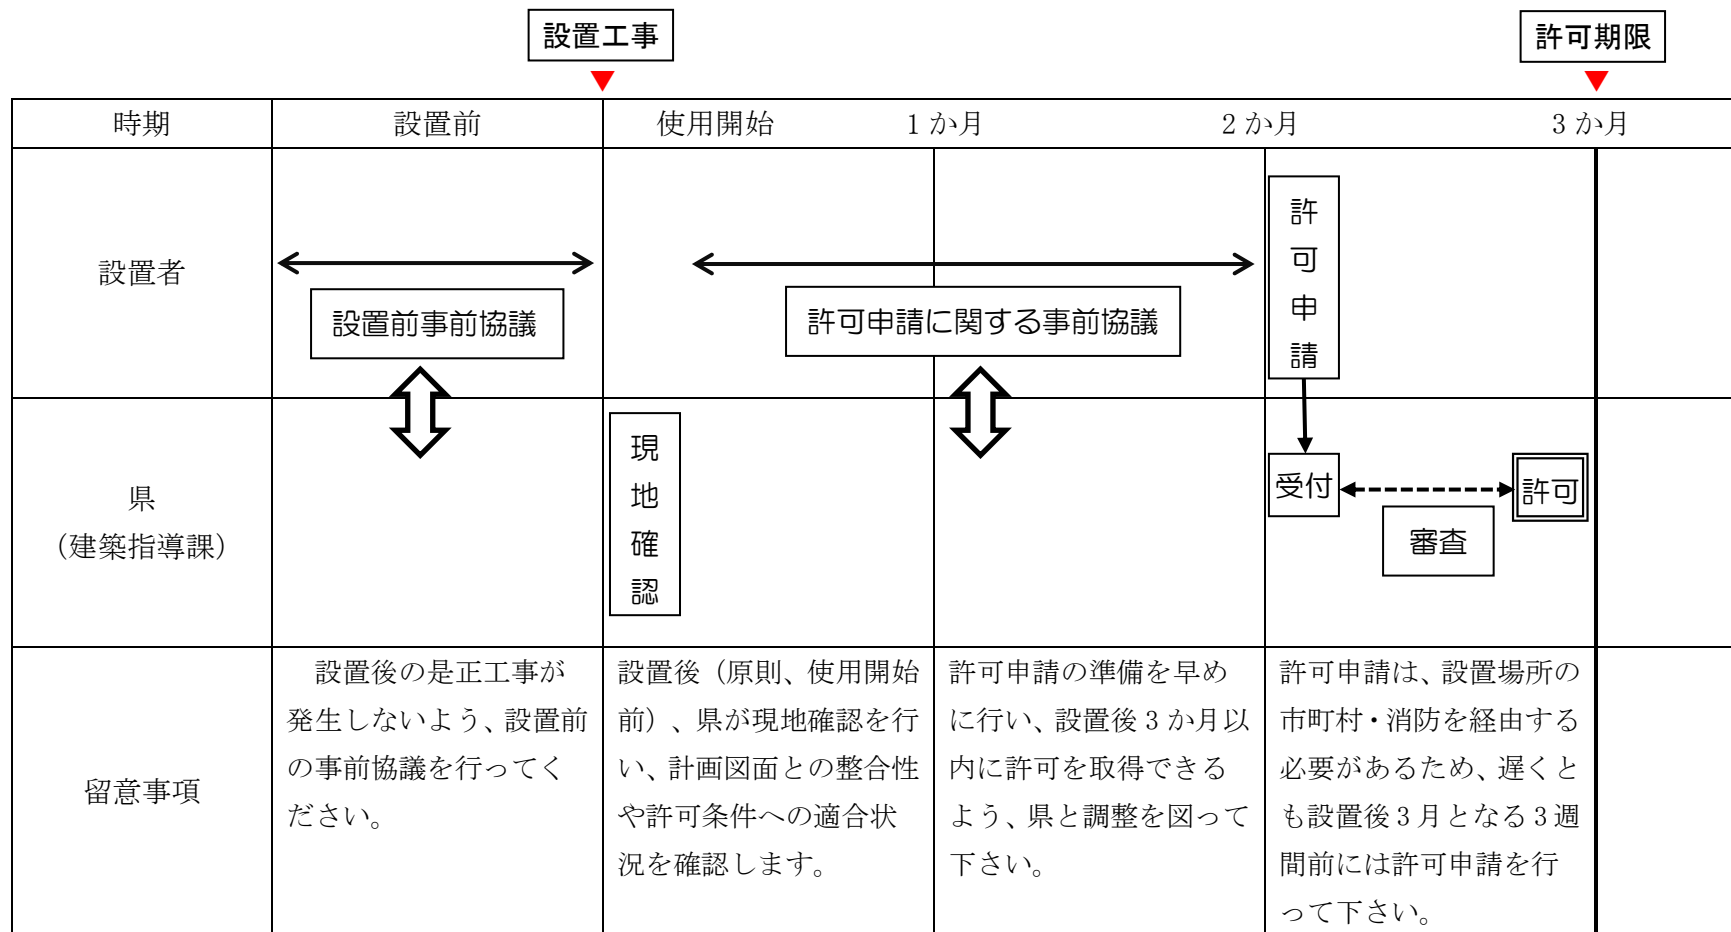 設置工事
許可期限
時期
設置前
使用開始
1か月
2か月
3か月
設置者
設置前事前協議
許可申請に関する事前協議
許可申請
県
（建築指導課）
現地確認
受付
許可
審査
留意事項
設置後の是正工事が
発生しないよう、設置前
の事前協議を行ってく
ださい。
設置後（原則、使用開始
前）、県が現地確認を行
い、計画図面との整合性
や許可条件への適合状
況を確認します。
許可申請の準備を早め
に行い、設置後3か月以
内に許可を取得できる
よう、県と調整を図って
下さい。
許可申請は、設置場所の
市町村・消防を経由する
必要があるため、遅くと
も設置後3月となる3週
間前には許可申請を行
って下さい。